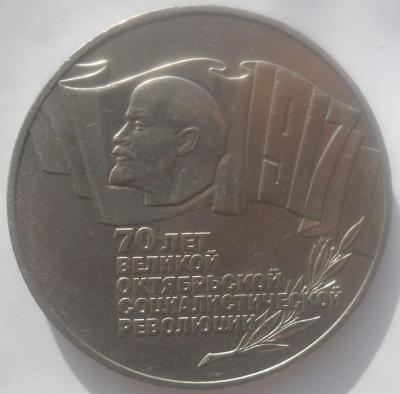 1917
70 ЛЕТ
ВЕЛИКОЙ
ОКТЯБРЬСКОЙ
СОЦИАЛИСТИЧЕСКОЙ
РЕВОЛЮЦИИ